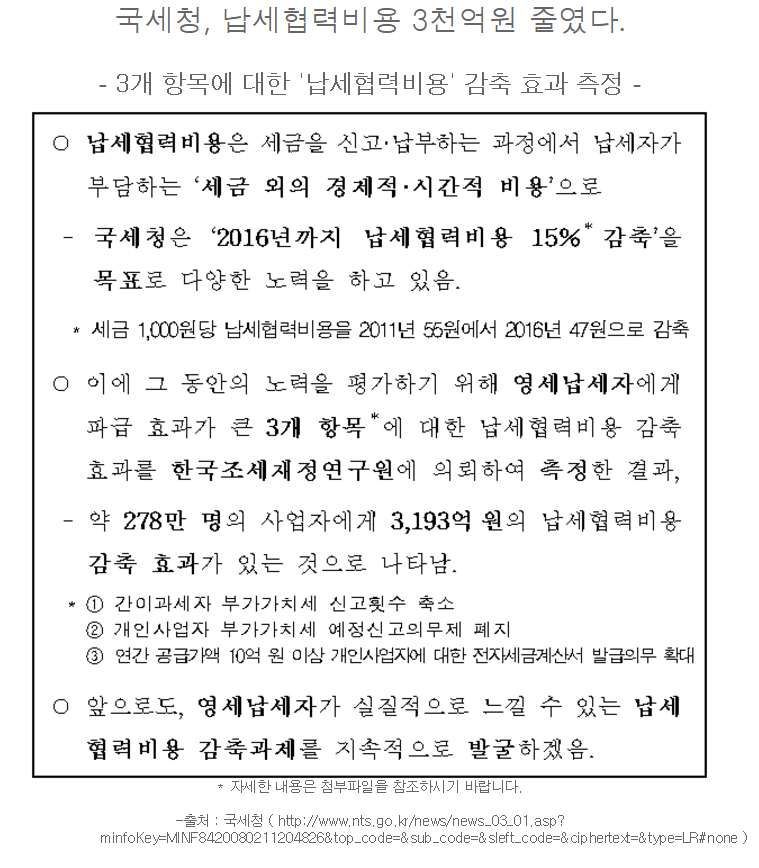 국세청, 납세협력비용 3천억원 줄였다.
- 3개 항목에 대한 '납세협력비용' 감축 효과 측정 -
○ 납세협력비용은 세금을 신고·납부하는 과정에서 납세자가
부담하는 ‘세금 외의 경제적·시간적 비용’으로
- 국세청은 ‘2016년까지 납세협력비용 15%* 감축’을
목표로 다양한 노력을 하고 있음.
* 세금 1,000원당 납세협력비용을 2011년 55원에서 2016년 47원으로 감축
○ 이에 그 동안의 노력을 평가하기 위해 영세납세자에게
파급 효과가 큰 3개 항목*에 대한 납세협력비용 감축
효과를 한국조세재정연구원에 의뢰하여 측정한 결과,
- 약 278만 명의 사업자에게 3,193억 원의 납세협력비용
감축 효과가 있는 것으로 나타남.
* ① 간이과세자 부가가치세 신고횟수 축소
② 개인사업자 부가가치세 예정신고의무제 폐지
③ 연간 공급가액 10억 원 이상 개인사업자에 대한 전자세금계산서 발급의무 확대
○ 앞으로도, 영세납세자가 실질적으로 느낄 수 있는 납세
협력비용 감축과제를 지속적으로 발굴하겠음.
* 자세한 내용은 첨부파일을 참조하시기 바랍니다.
-출처 : 국세청 ( http://www.nts.go.kr/news/news_03_01.asp?
minfoKey=MINF8420080211204826&top_code=&sub_code=&sleft_code=&ciphertext=&type=LR#none )